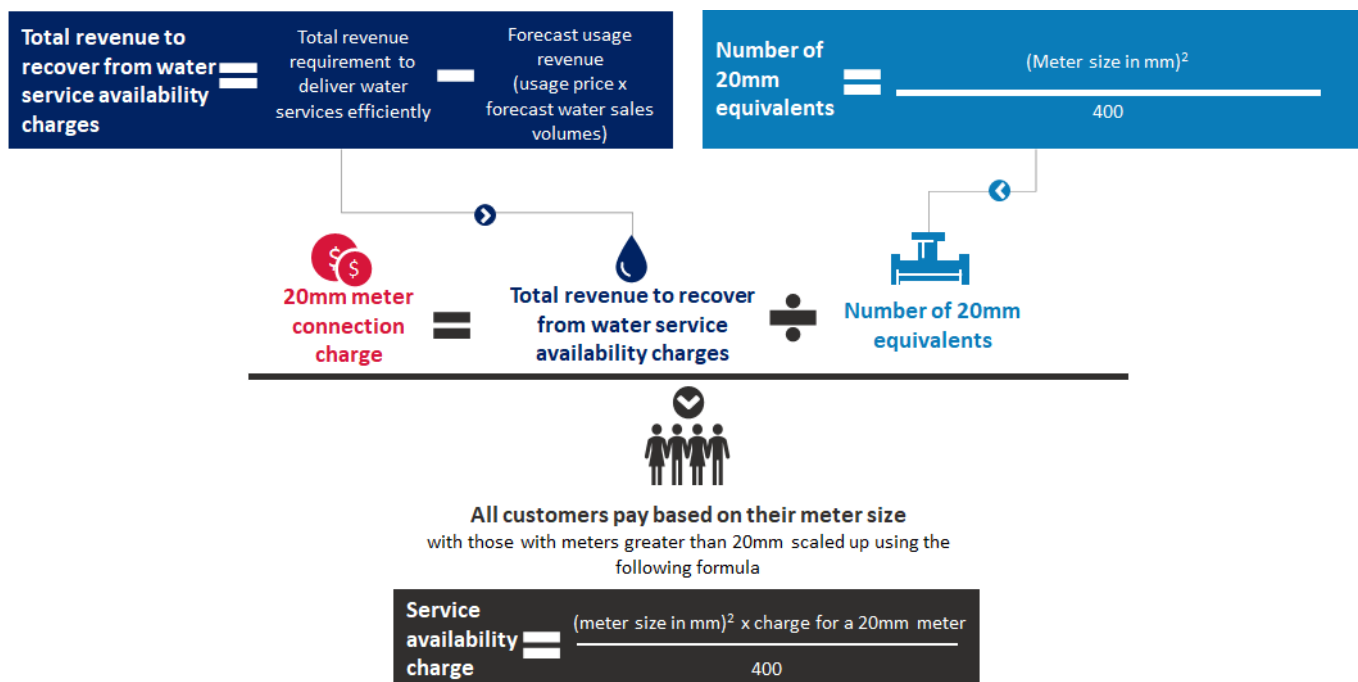 Total revenue to
recover from water
service availability
charges
=
Total revenue
requirement to
deliver water
services efficiently
−
Forecast usage
revenue
(usage price x
forecast water sales
volumes)
Number of
20mm
equivalents
=
(Meter size in mm)²
400
$
$
20mm meter
connection
charge
=
Total revenue to recover
from water service
availability charges
÷
Number of 20mm
equivalents
All customers pay based on their meter size
with those with meters greater than 20mm scaled up using the
following formula
Service
availability
charge
=
(meter size in mm)² x charge for a 20mm meter
400